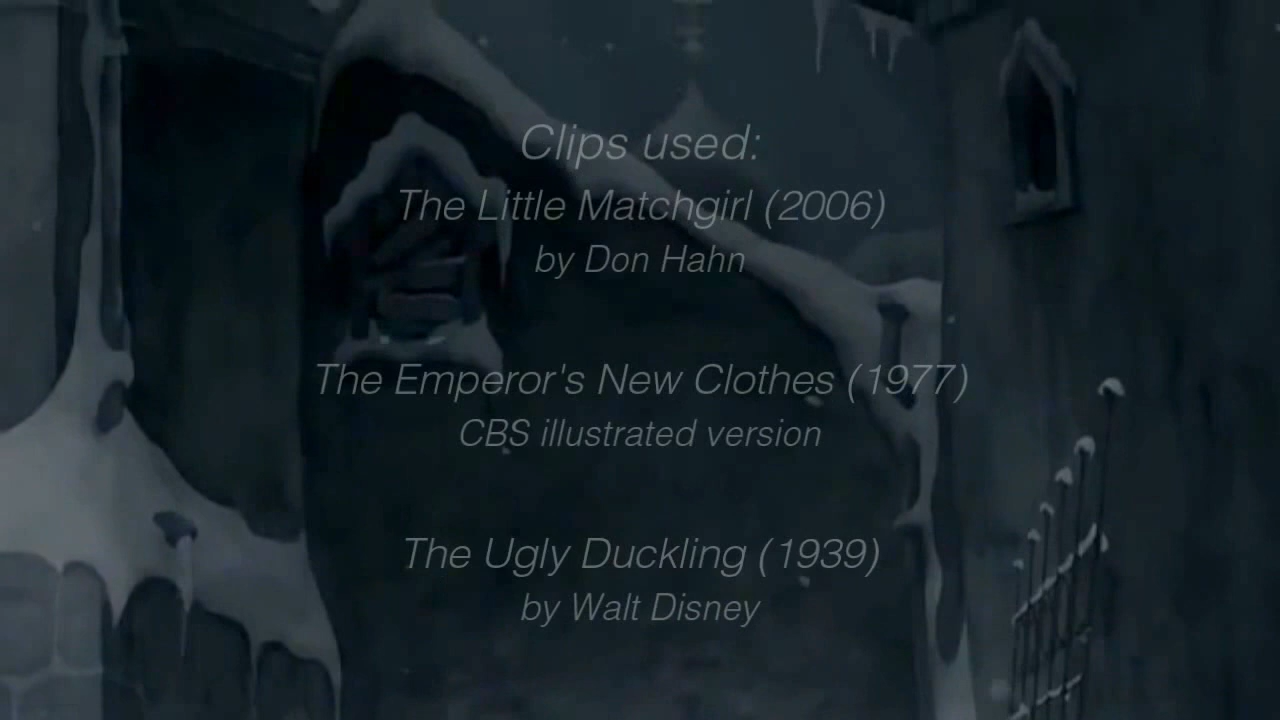 Clips used:
The Little Matchgirl (2006)
by Don Hahn
The Emperor's New Clothes (1977)
CBS illustrated version
The Ugly Duckling (1939)
by Walt Disney